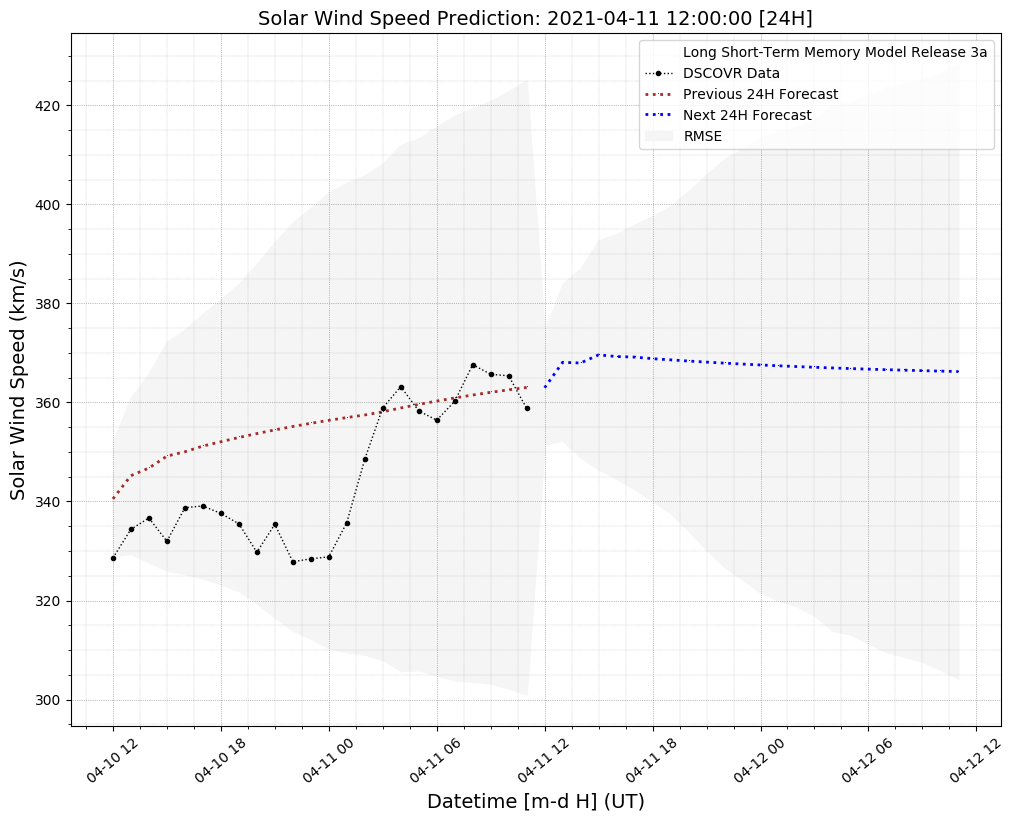 Solar Wind Speed Prediction: 2021-04-11 12:00:00 [24H]
Long Short-Term Memory Model Release 3a
DSCOVR Data
Previous 24H Forecast
Next 24H Forecast
RMSE
Solar Wind Speed (km/s)
420
400
380
360
340
320
300
04-10 12
04-10 18
04-11 00
04-11 06
04-11 12
04-11 18
04-12 00
04-12 06
04-12 12
Datetime [m-d H] (UT)